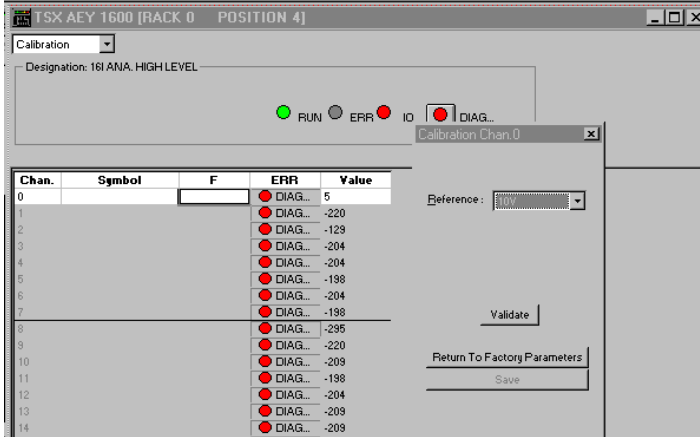 TSX AEY 1600 [RACK 0 POSITION 4]
Calibration
Designation: 16I ANA. HIGH LEVEL
RUN ERR IO DIAG...
Calibration Chan.0
Reference : 10V
Validate
Return To Factory Parameters
Save
Chan. Symbol F ERR Value
0 DIAG... 5
1 DIAG... -220
2 DIAG... -129
3 DIAG... -204
4 DIAG... -204
5 DIAG... -198
6 DIAG... -204
7 DIAG... -198
8 DIAG... -295
9 DIAG... -220
10 DIAG... -209
11 DIAG... -198
12 DIAG... -204
13 DIAG... -209
14 DIAG... -209